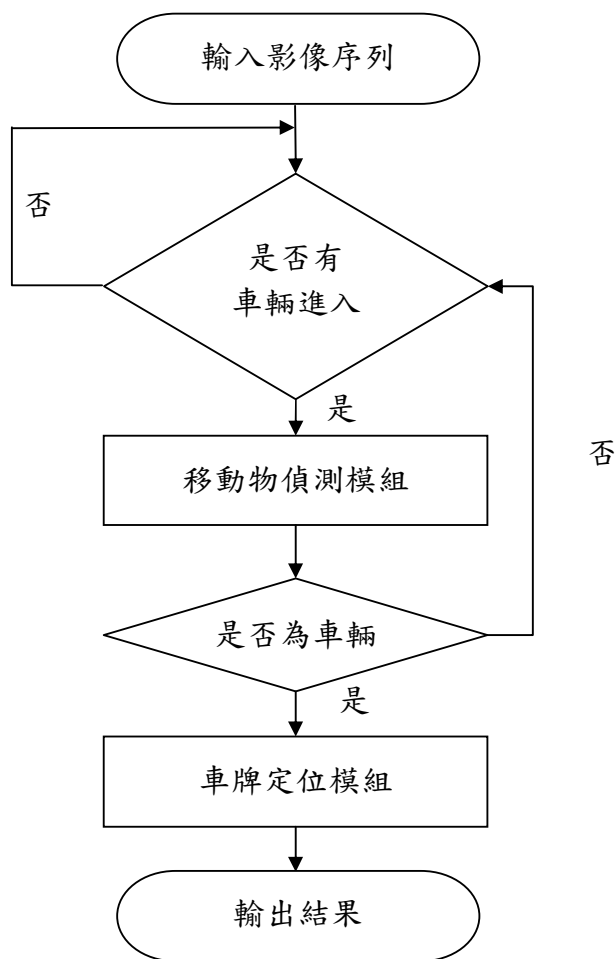 輸入影像序列
否
是否有
車輛進入
是
移動物偵測模組
否
是否為車輛
是
車牌定位模組
輸出結果